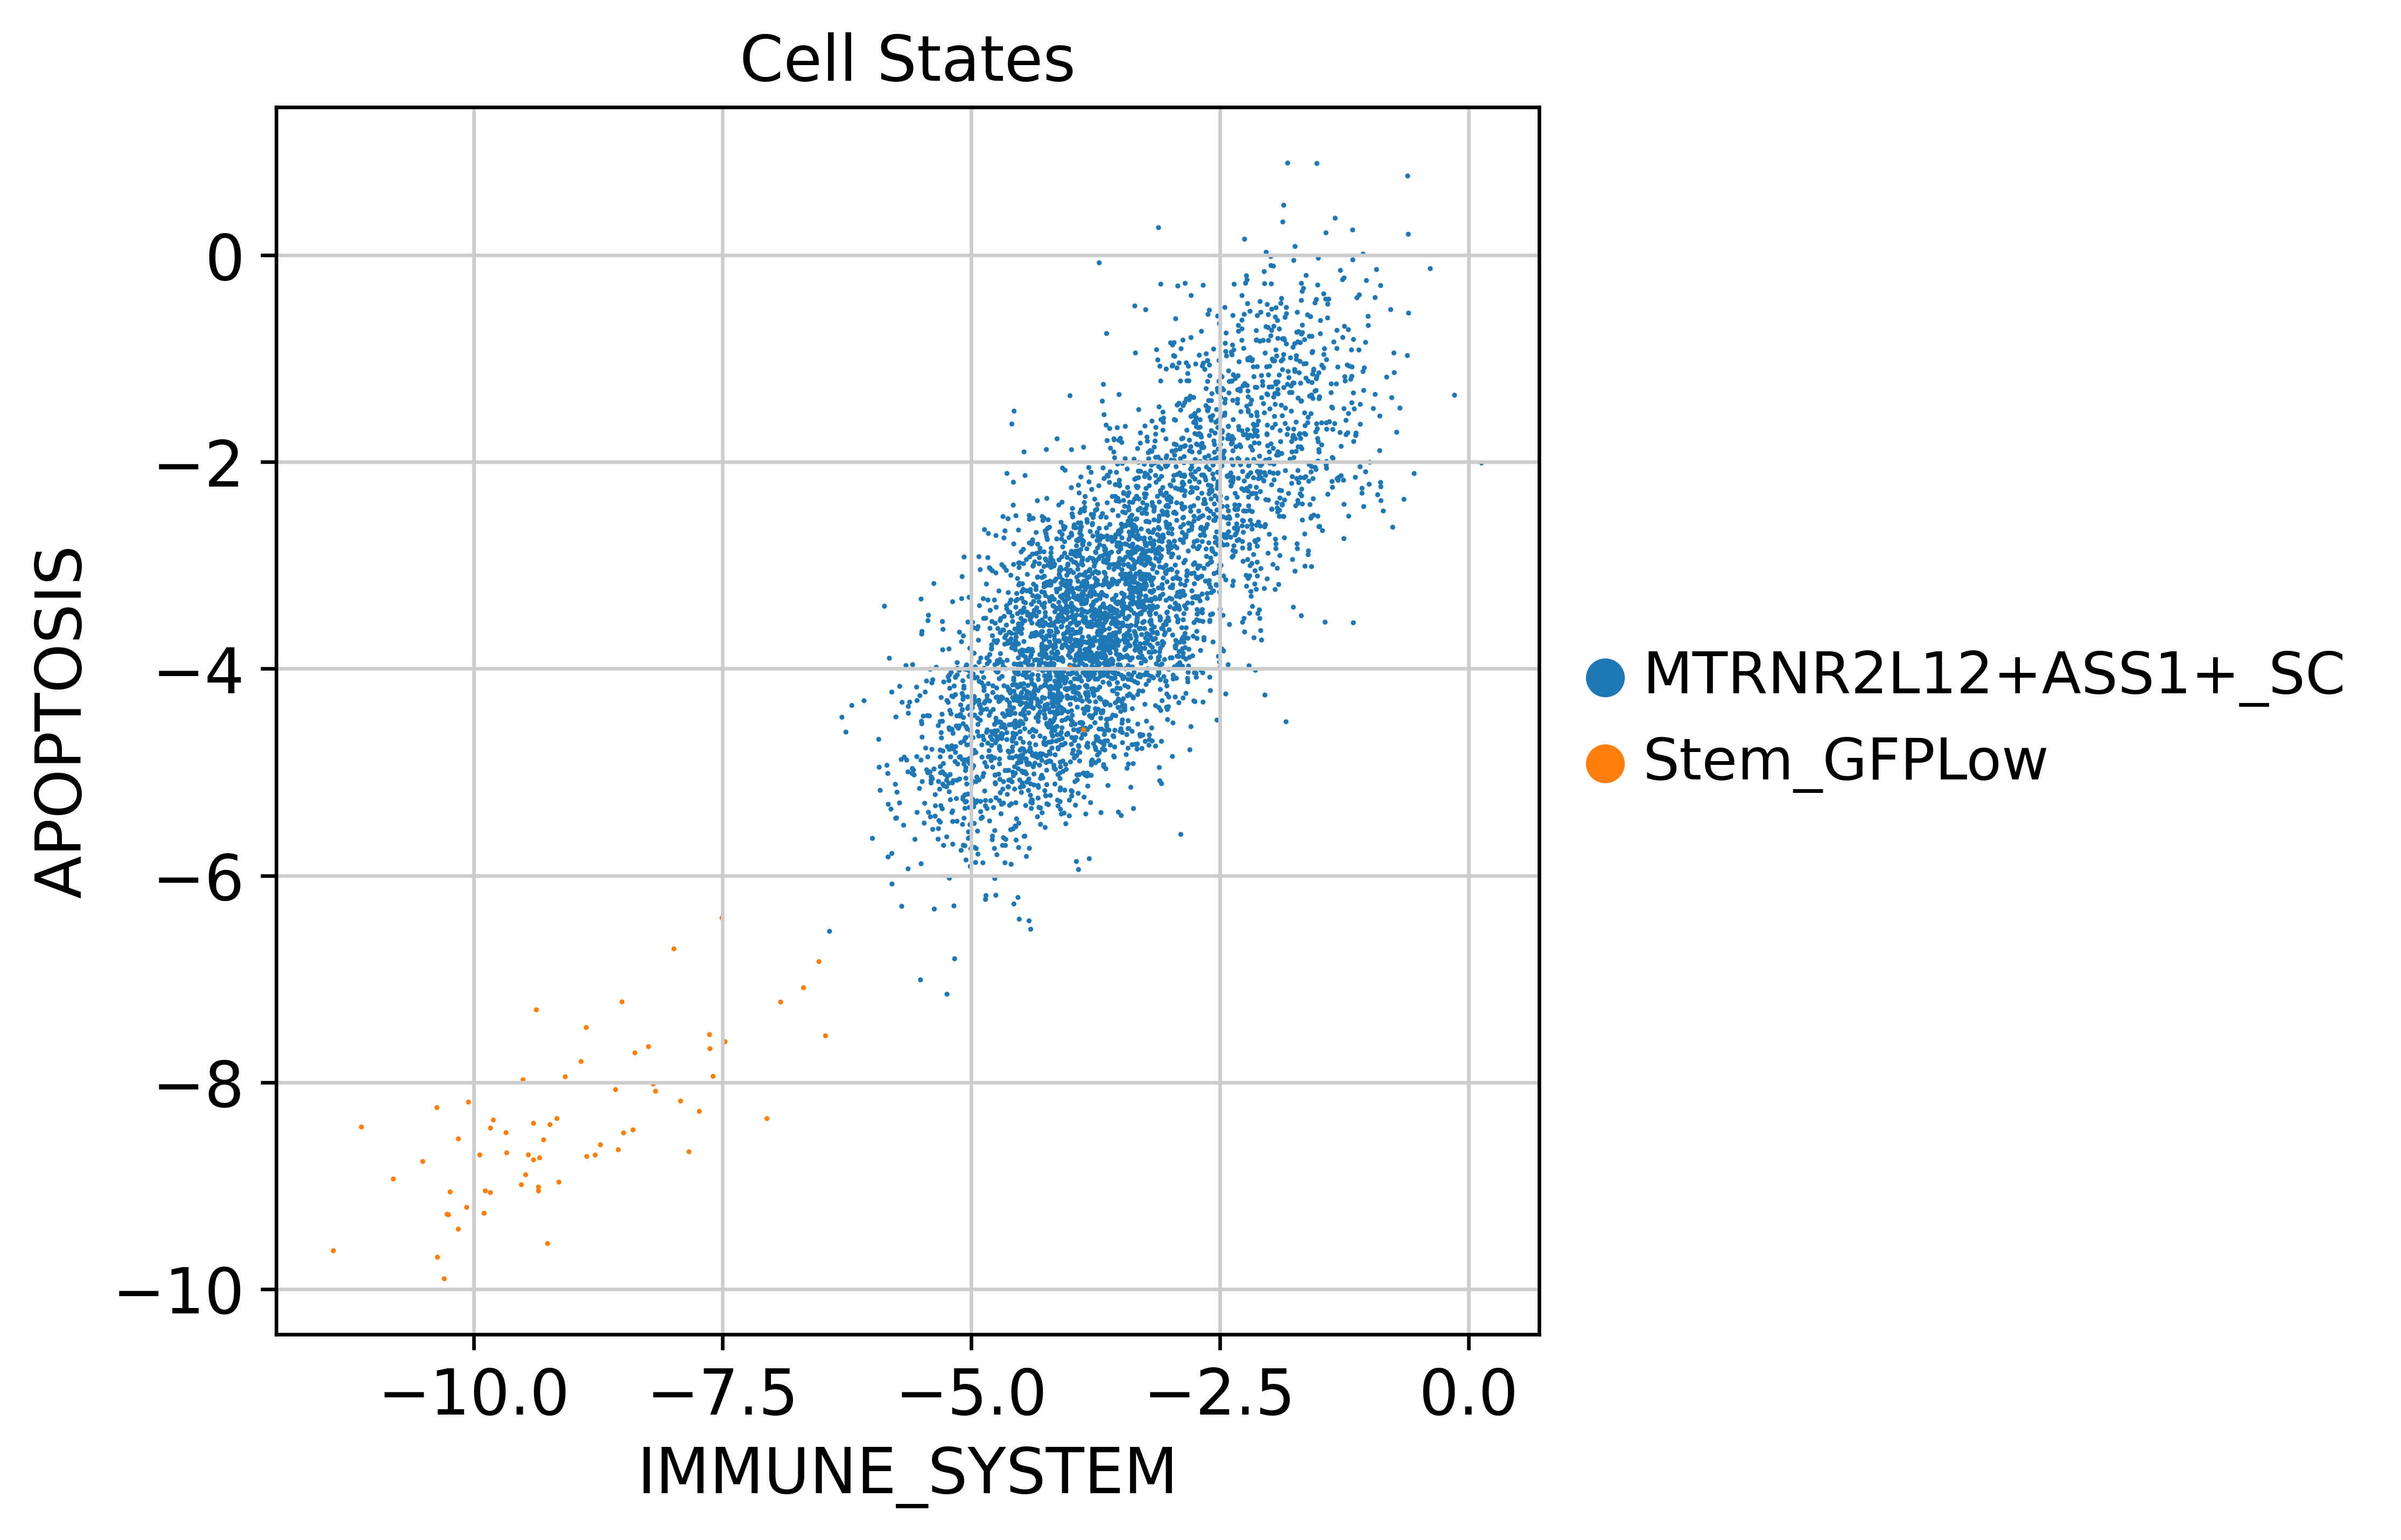 Cell States
0
−2
−4
−6
−8
−10
APOPTOSIS
−10.0 −7.5 −5.0 −2.5 0.0
IMMUNE_SYSTEM
MTRNR2L12+ASS1+_SC
Stem_GFPLow